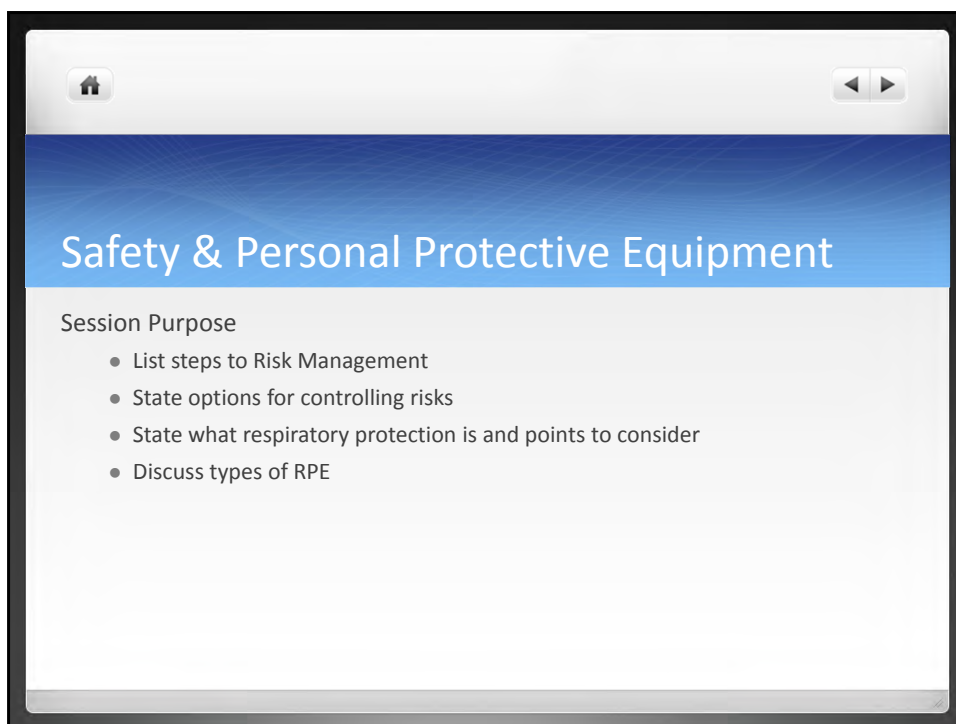 Safety & Personal Protective Equipment
Session Purpose
● List steps to Risk Management
● State options for controlling risks
● State what respiratory protection is and points to consider
● Discuss types of RPE